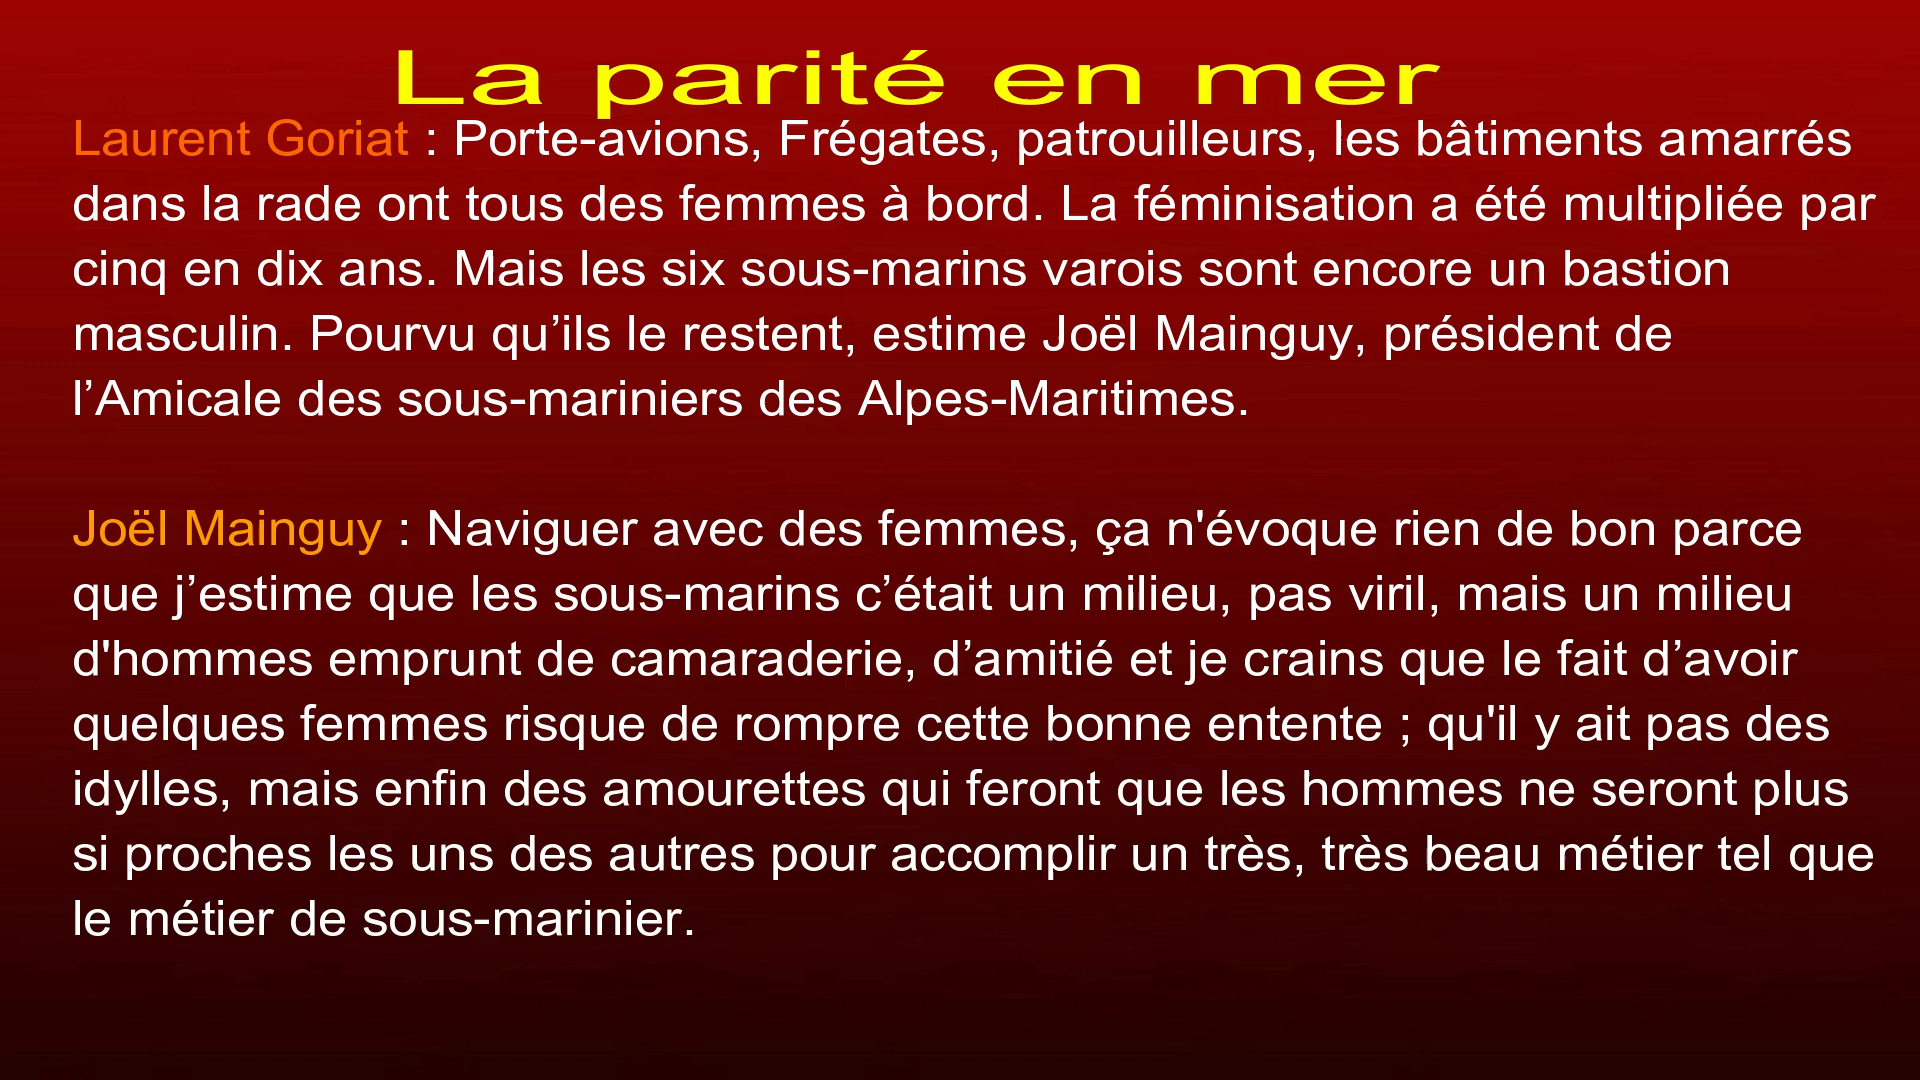 La parité en mer
Laurent Goriat : Porte-avions, Frégates, patrouilleurs, les bâtiments amarrés
dans la rade ont tous des femmes à bord. La féminisation a été multipliée par
cinq en dix ans. Mais les six sous-marins varois sont encore un bastion
masculin. Pourvu qu’ils le restent, estime Joël Mainguy, président de
l’Amicale des sous-mariniers des Alpes-Maritimes.
Joël Mainguy : Naviguer avec des femmes, ça n'évoque rien de bon parce
que j’estime que les sous-marins c’était un milieu, pas viril, mais un milieu
d'hommes emprunt de camaraderie, d’amitié et je crains que le fait d’avoir
quelques femmes risque de rompre cette bonne entente ; qu'il y ait pas des
idylles, mais enfin des amourettes qui feront que les hommes ne seront plus
si proches les uns des autres pour accomplir un très, très beau métier tel que
le métier de sous-marinier.